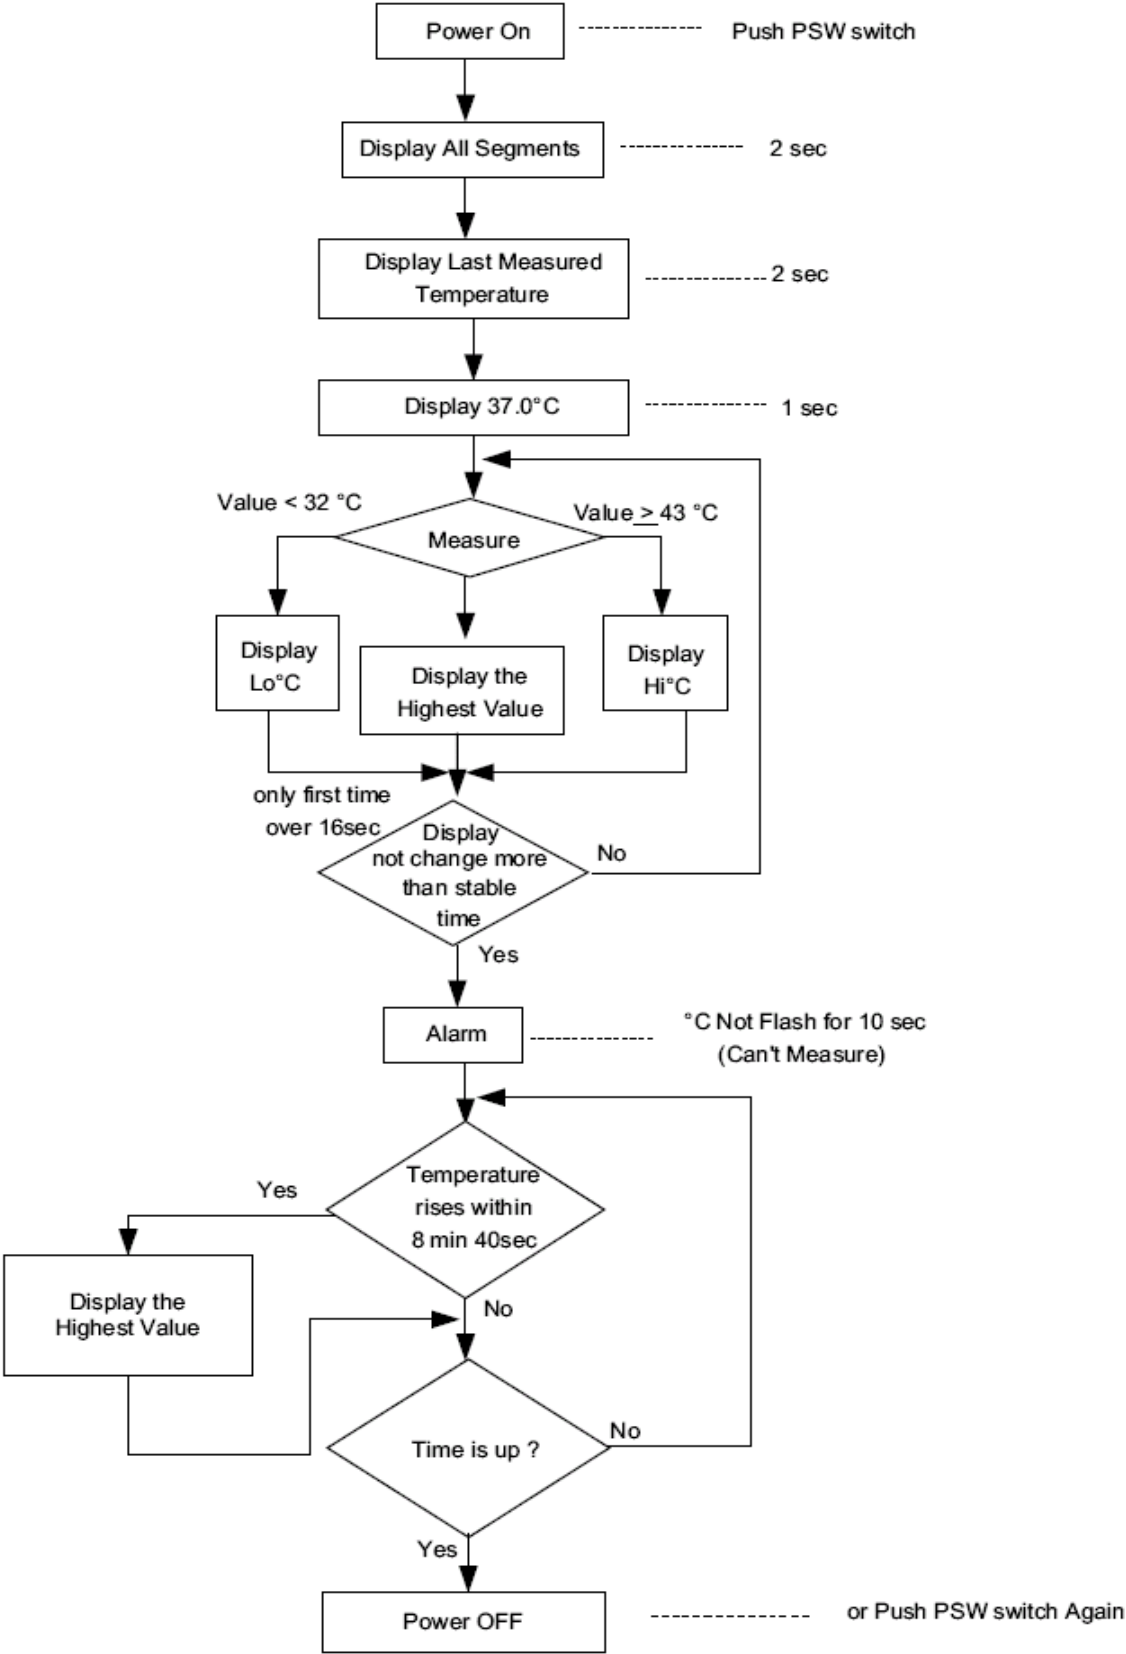 Power On
Push PSW switch
Display All Segments
2 sec
Display Last Measured
Temperature
2 sec
Display 37.0°C
1 sec
Value < 32 °C
Value > 43 °C
Measure
Display
Lo°C
Display the
Highest Value
Display
Hi°C
only first time
over 16sec
Display
not change more
than stable
time
No
Yes
Alarm
°C Not Flash for 10 sec
(Can't Measure)
Temperature
rises within
8 min 40sec
Yes
Display the
Highest Value
No
Time is up ?
No
Yes
Power OFF
or Push PSW switch Again